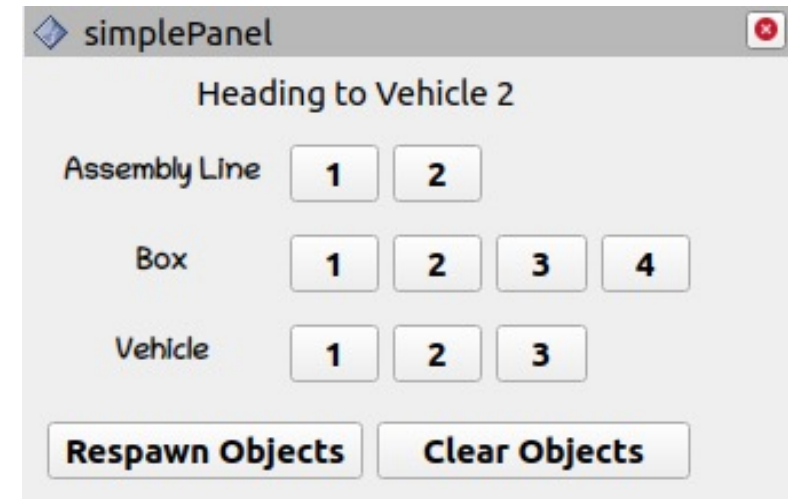 simplePanel
Heading to Vehicle 2
Assembly Line 1 2
Box 1 2 3 4
Vehicle 1 2 3
Respawn Objects Clear Objects